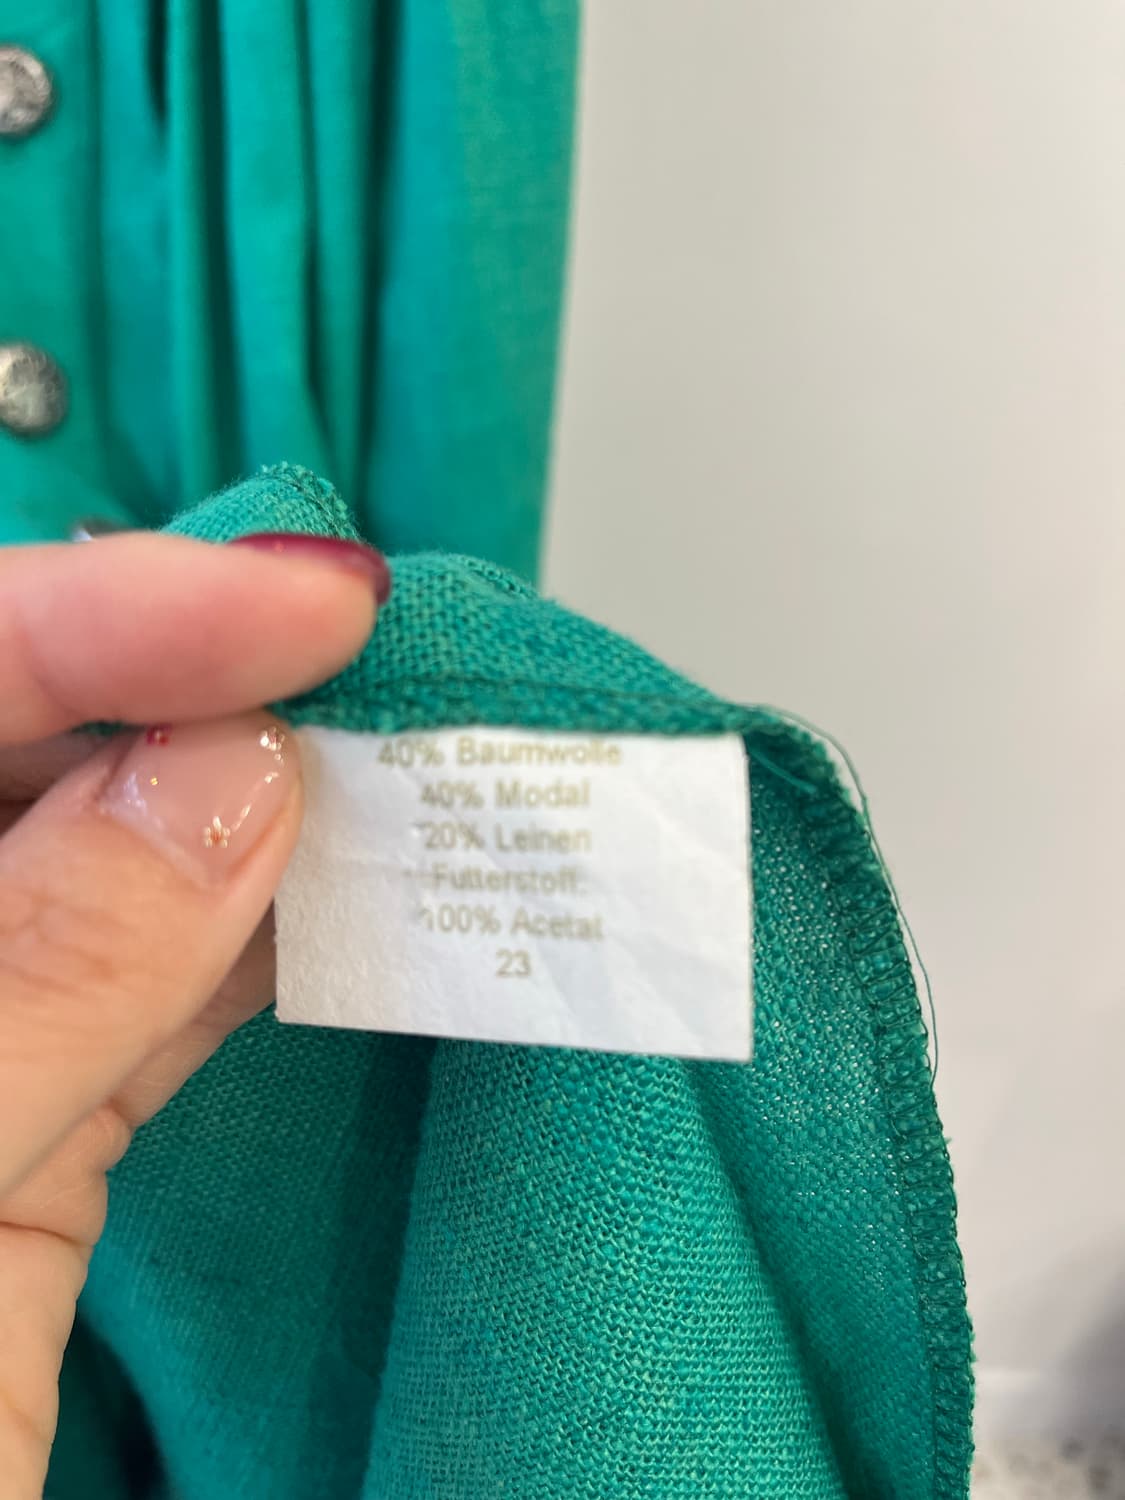 40% Baumwolle
40% Modal
20% Leinen
Futterstoff:
100% Acetat
23